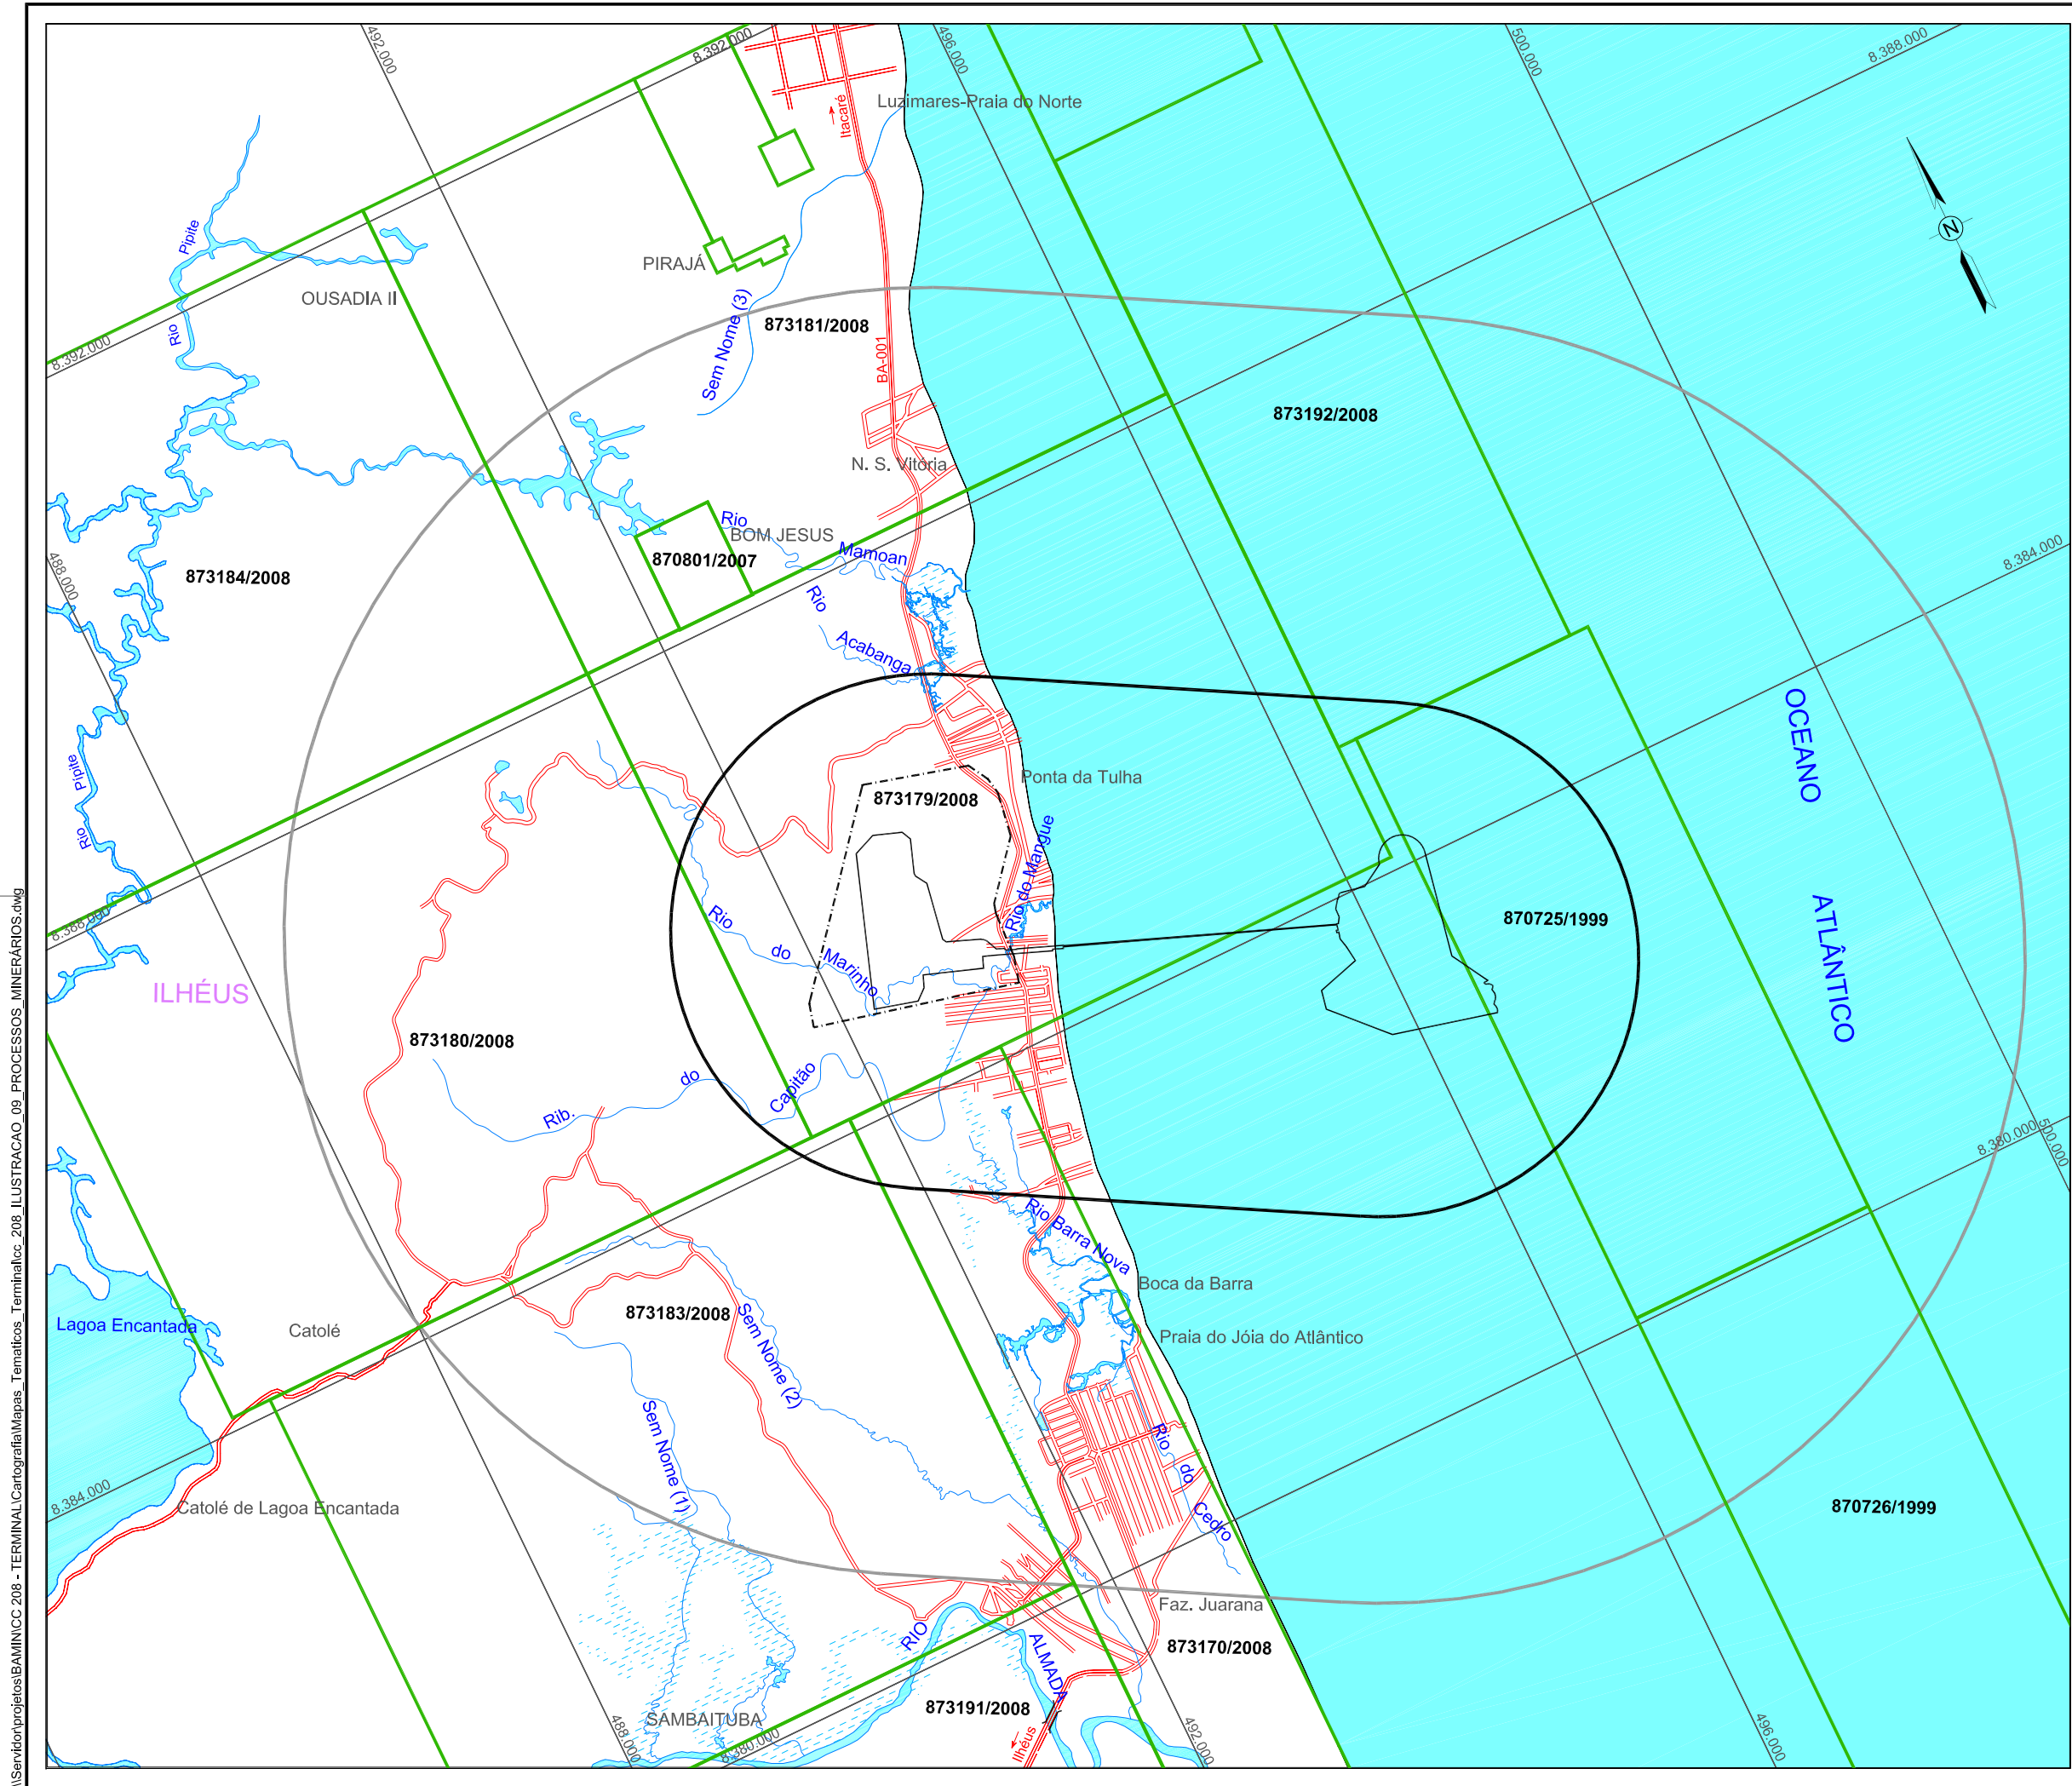 492.000
8.392.000
496.000
500.000
8.388.000
Luzimares-Praia do Norte
Itacaré
N
Rio
Pipite
PIRAJÁ
OUSADIA II
Sem Nome (3)
873181/2008
BA-001
8.392.000
873192/2008
N. S. Vitória
Rio
Mamoan
BOM JESUS
870801/2007
8.384.000
488.000
873184/2008
Rio
Acabanga
OCEANO
ATLÂNTICO
Rio
Pipite
Ponta da Tulha
873179/2008
Rio do Mangue
8.388.000
Rio
do
Marinho
870725/1999
ILHÉUS
873180/2008
Rib.
do
Capitão
8.380.000
500.000
Rio Barra Nova
Boca da Barra
Lagoa Encantada
Catolé
873183/2008
Sem Nome (2)
Praia do Jóia do Atlântico
Sem Nome (1)
Rio
do
Cedro
8.384.000
Catolé de Lagoa Encantada
870726/1999
Faz. Juarana
RIO
ALMADA
873170/2008
873191/2008
SAMBAITUBA
488.000
8.380.000
Ilhéus
492.000
496.000
\\Servidor\projetos\BAMIN\CC 208 - TERMINAL\Cartografia\Mapas_Tematicos_Terminal\cc_208_ILUSTRACAO_09_PROCESSOS_MINERÁRIOS.dwg